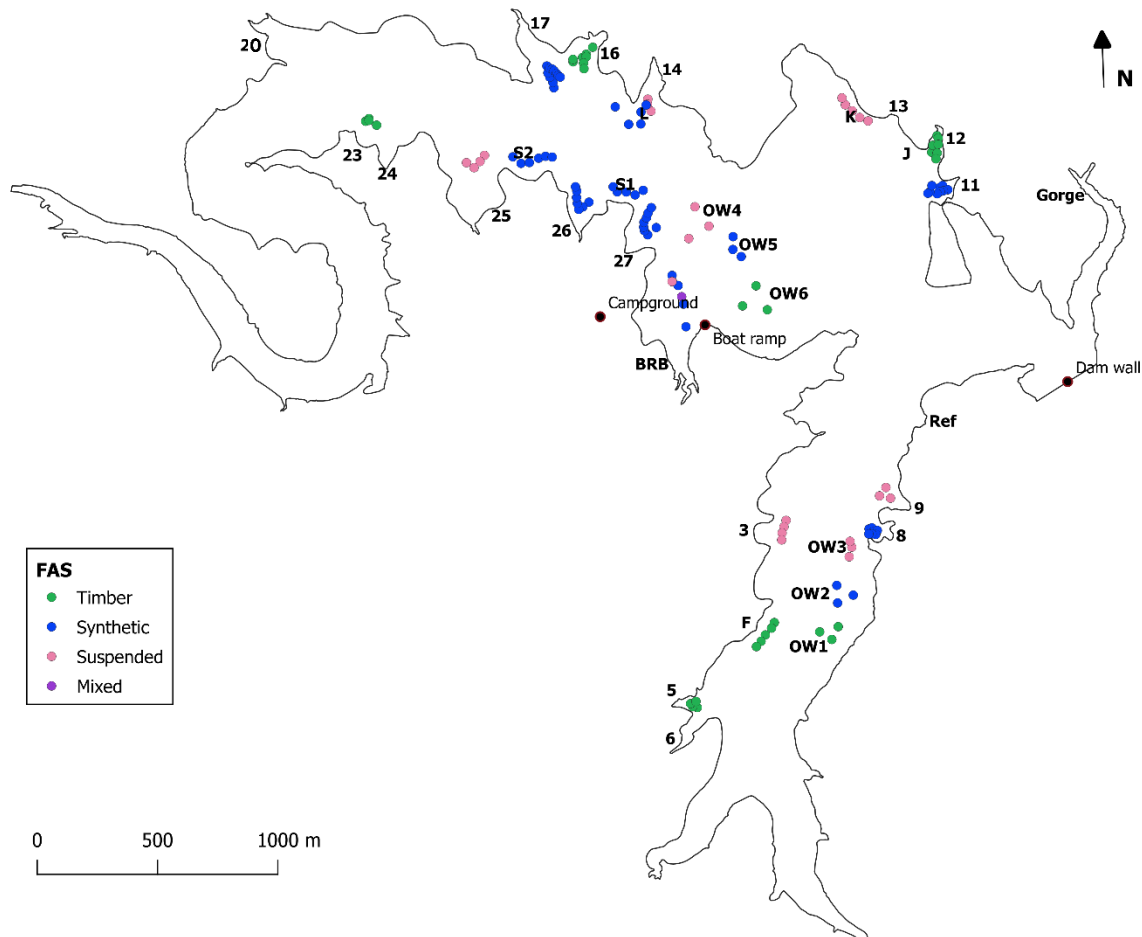 17
20
16
14
N
13
L
K
12
J
23
24
S2
11
S1
Gorge
25
26
OW4
27
OW5
OW6
Campground
Boat ramp
BRB
Dam wall
Ref
9
3
8
OW3
OW2
F
OW1
5
6
FAS
Timber
Synthetic
Suspended
Mixed
0 500 1000 m